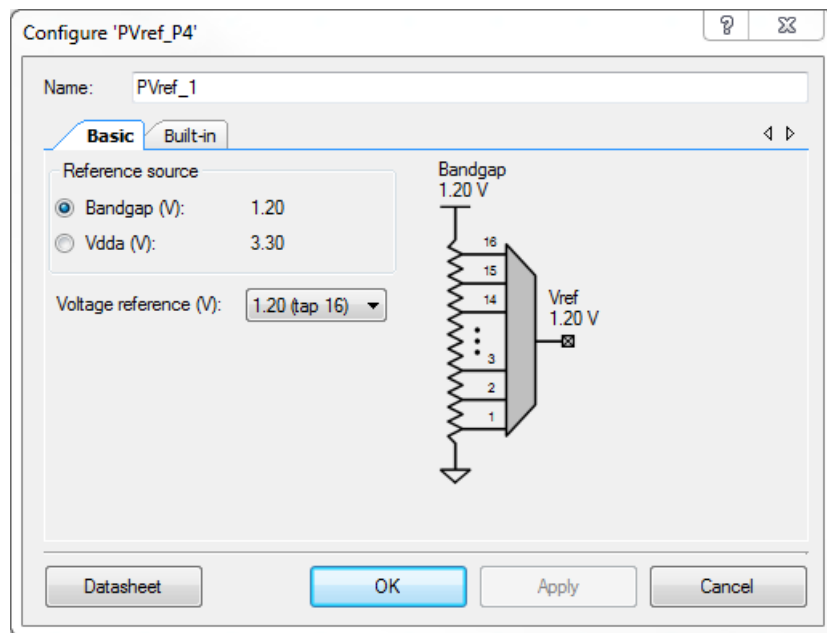 Configure 'PVref_P4'
Name: PVref_1
Basic Built-in
Reference source
Bandgap (V): 1.20
Vdda (V): 3.30
Voltage reference (V): 1.20 (tap 16)
Bandgap
1.20 V
16
15
14
3
2
1
Vref
1.20 V
Datasheet OK Apply Cancel